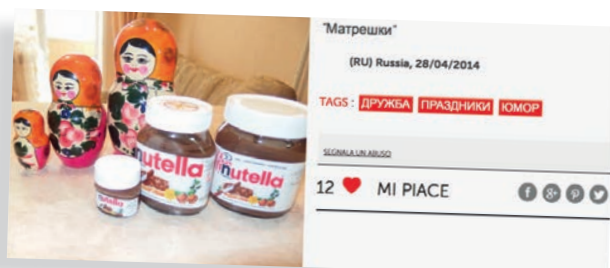 "Матрешки"
(RU) Russia, 28/04/2014
TAGS : ДРУЖБА ПРАЗДНИКИ ЮМОР
SEGNALA UN ABUSO
12 MI PIACE
nutella
nutella
nutella